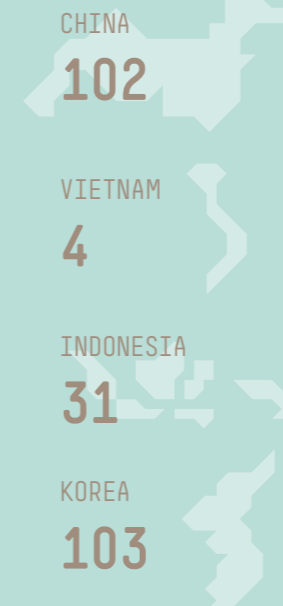 CHINA
102
VIETNAM
4
INDONESIA
31
KOREA
103